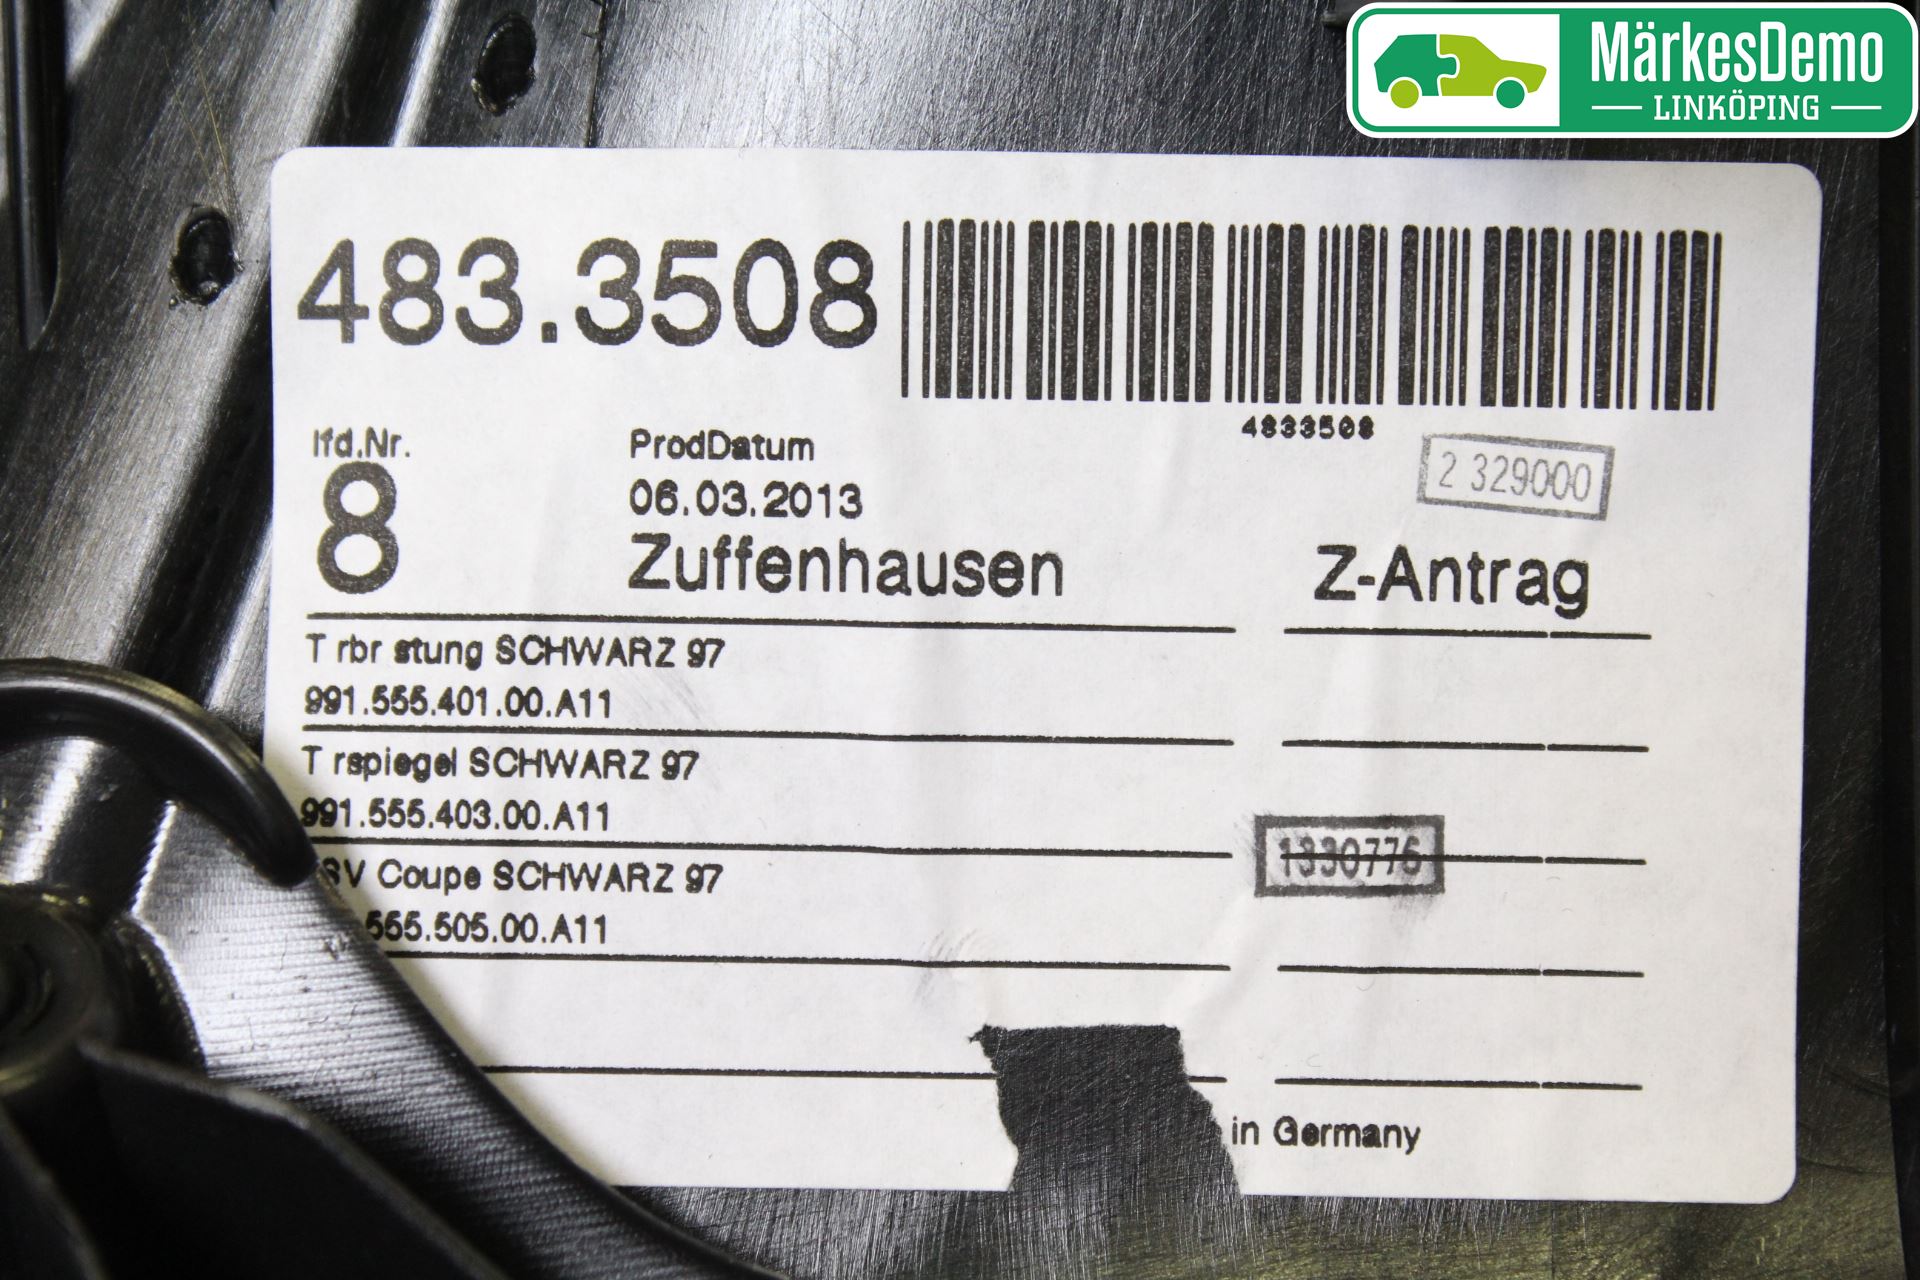 MärkesDemo
LINKÖPING
483.3508
4833508
lfd.Nr.
8
ProdDatum
06.03.2013
Zuffenhausen
2 329000
Z-Antrag
T rbr stung SCHWARZ 97
991.555.401.00.A11
T rspiegel SCHWARZ 97
991.555.403.00.A11
Coupe SCHWARZ 97
555.505.00.A11
1330776
in Germany